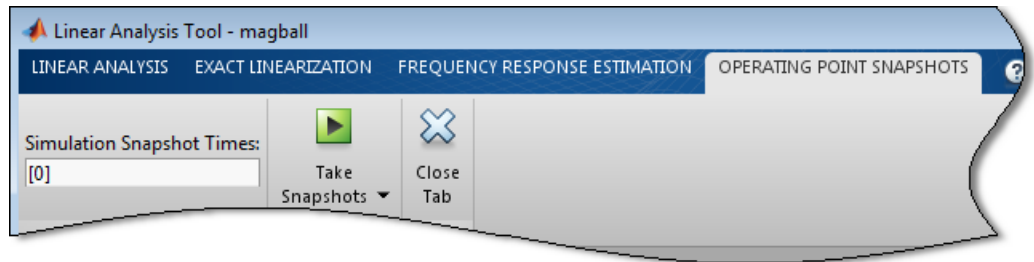 Linear Analysis Tool - magball
LINEAR ANALYSIS EXACT LINEARIZATION FREQUENCY RESPONSE ESTIMATION OPERATING POINT SNAPSHOTS ?
Simulation Snapshot Times:
[0]
Take
Snapshots
Close
Tab